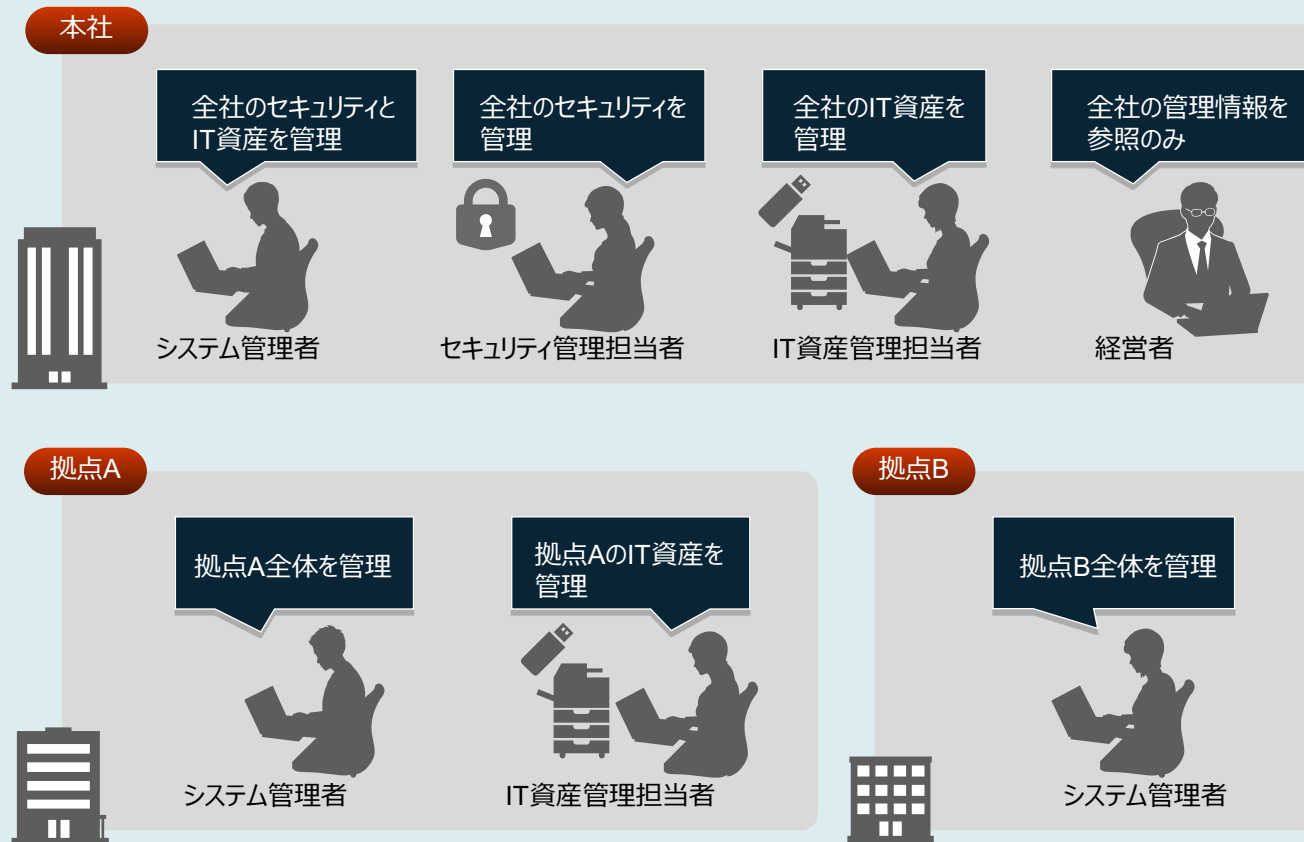 本社
全社のセキュリティと
IT資産を管理
全社のセキュリティを
管理
全社のIT資産を
管理
全社の管理情報を
参照のみ
システム管理者
セキュリティ管理担当者
IT資産管理担当者
経営者
拠点A
拠点A全体を管理
拠点AのIT資産を
管理
システム管理者
IT資産管理担当者
拠点B
拠点B全体を管理
システム管理者